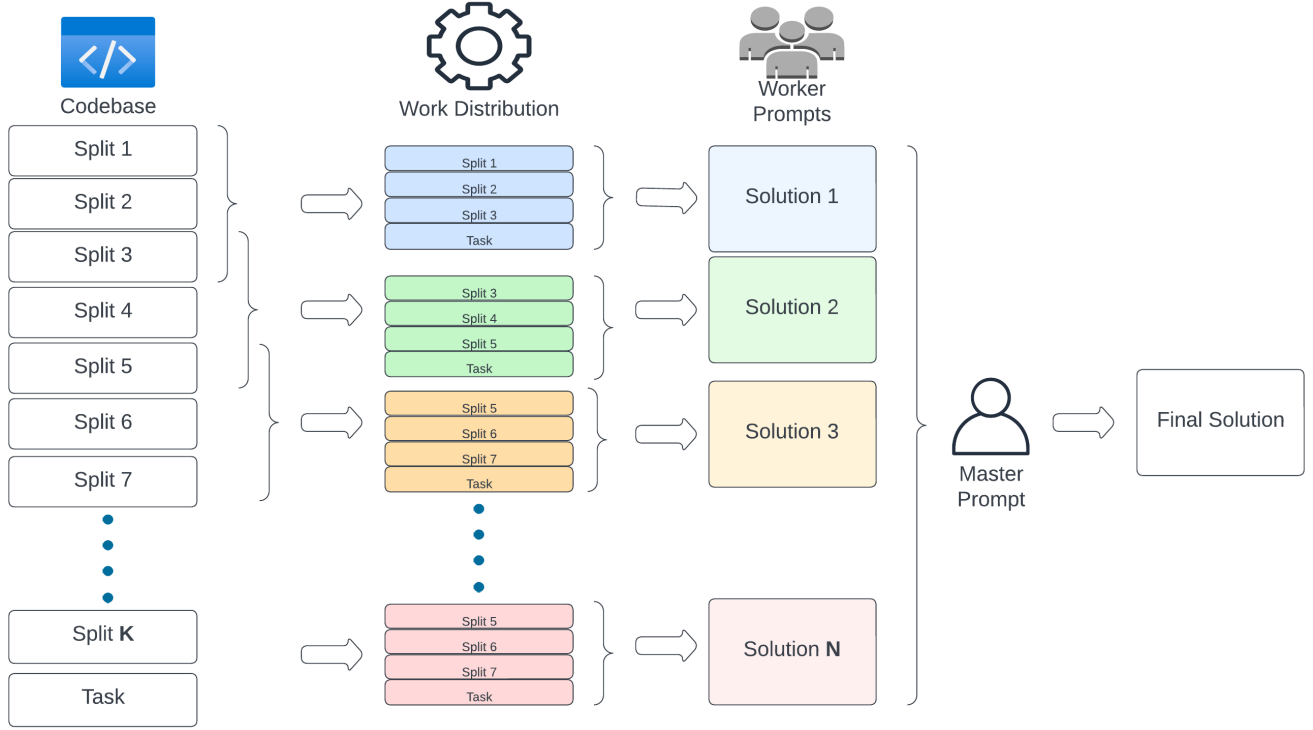 Codebase
Split 1
Split 2
Split 3
Split 4
Split 5
Split 6
Split 7
Split K
Task
Work Distribution
Split 1
Split 2
Split 3
Task
Split 3
Split 4
Split 5
Task
Split 5
Split 6
Split 7
Task
Split 5
Split 6
Split 7
Task
Worker
Prompts
Solution 1
Solution 2
Solution 3
Solution N
Master
Prompt
Final Solution